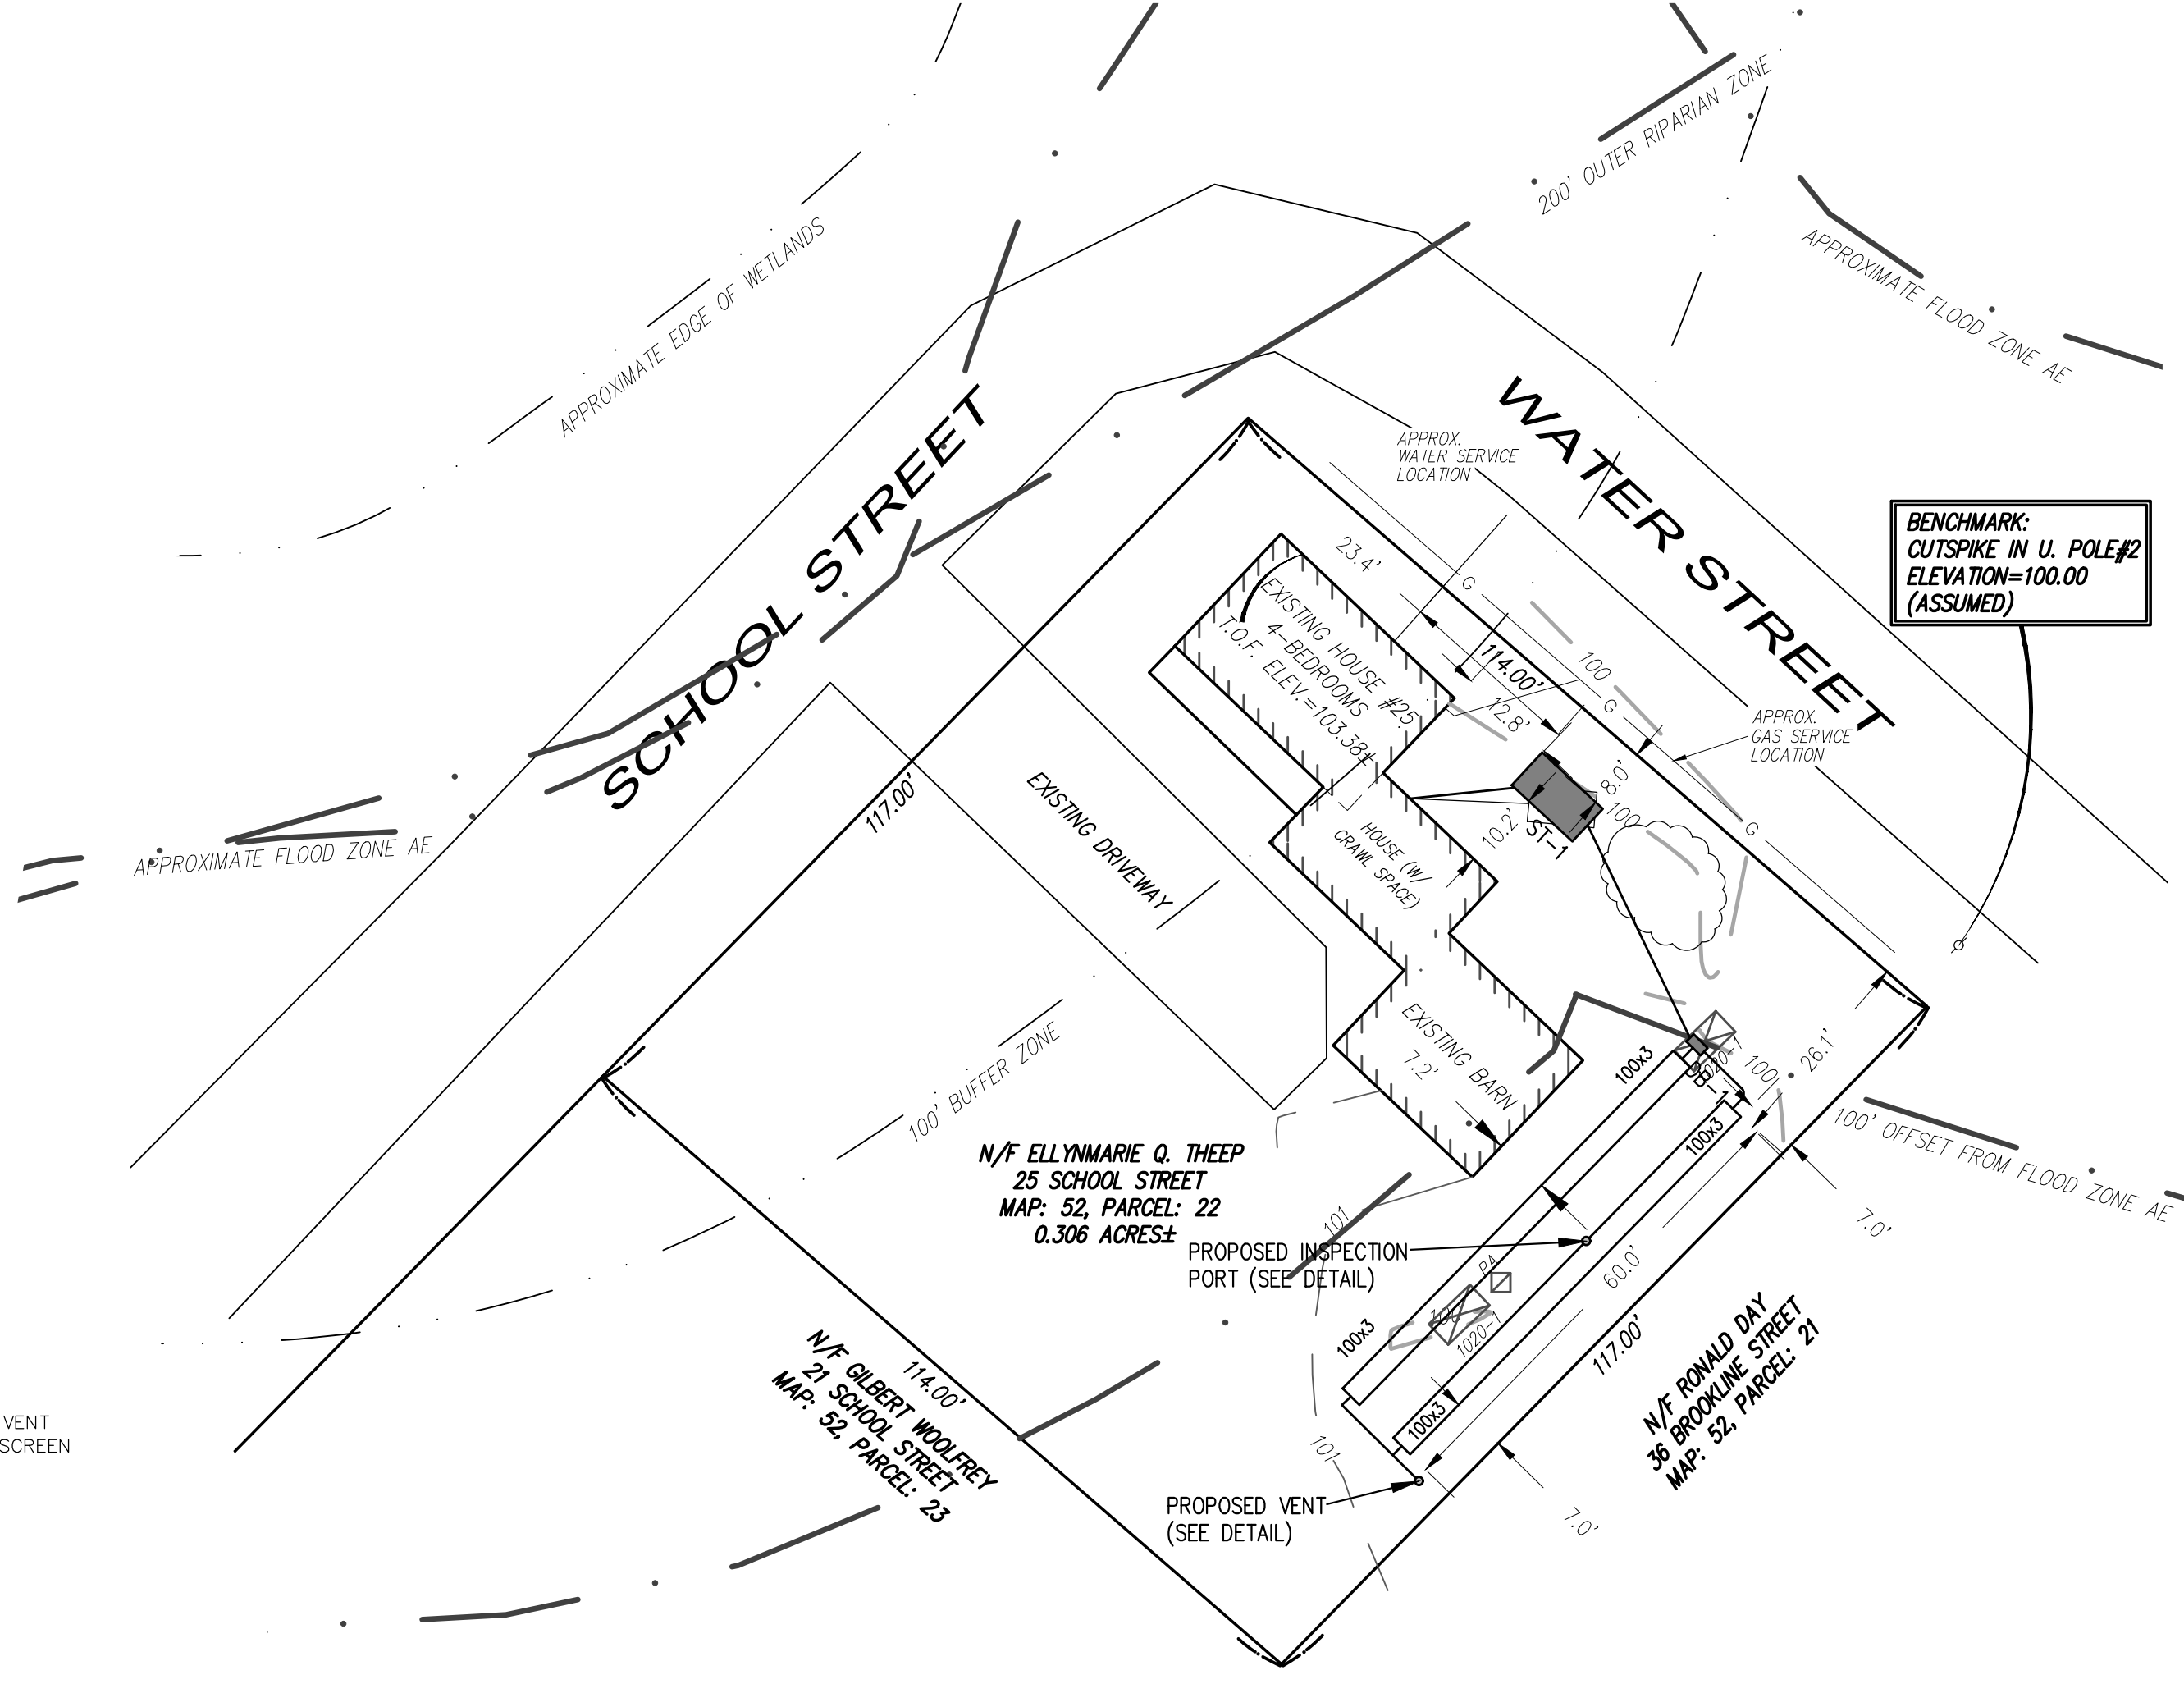 200' OUTER RIPARIAN ZONE
APPROXIMATE FLOOD ZONE AE
APPROXIMATE EDGE OF WETLANDS
SCHOOL STREET
WATER STREET
APPROX.
WATER SERVICE
LOCATION
BENCHMARK:
CUTSPIKE IN U. POLE#2
ELEVATION=100.00
(ASSUMED)
23.4'
G
EXISTING HOUSE #25
4-BEDROOMS
T.O.F. ELEV.=103.38±
114.00'
100
12.8'
G
APPROX.
GAS SERVICE
LOCATION
8.0'
100
10.2'
ST-1
G
117.00'
EXISTING DRIVEWAY
HOUSE (W/
CRAWL SPACE)
APPROXIMATE FLOOD ZONE AE
EXISTING BARN
7.2'
100' BUFFER ZONE
100x3
1020-1
DB-1
100
26.1'
100' OFFSET FROM FLOOD ZONE AE
N/F ELLYNMARIE Q. THEEP
25 SCHOOL STREET
MAP: 52, PARCEL: 22
0.306 ACRES±
100x3
7.0'
101
PROPOSED INSPECTION
PORT (SEE DETAIL)
PA
60.0'
100x3
1020-1
117.00'
N/F RONALD DAY
36 BROOKLINE STREET
MAP: 52, PARCEL: 21
114.00'
N/F GILBERT WOOLFREY
21 SCHOOL STREET
MAP: 52, PARCEL: 23
VENT
SCREEN
100x3
101
PROPOSED VENT
(SEE DETAIL)
7.0'